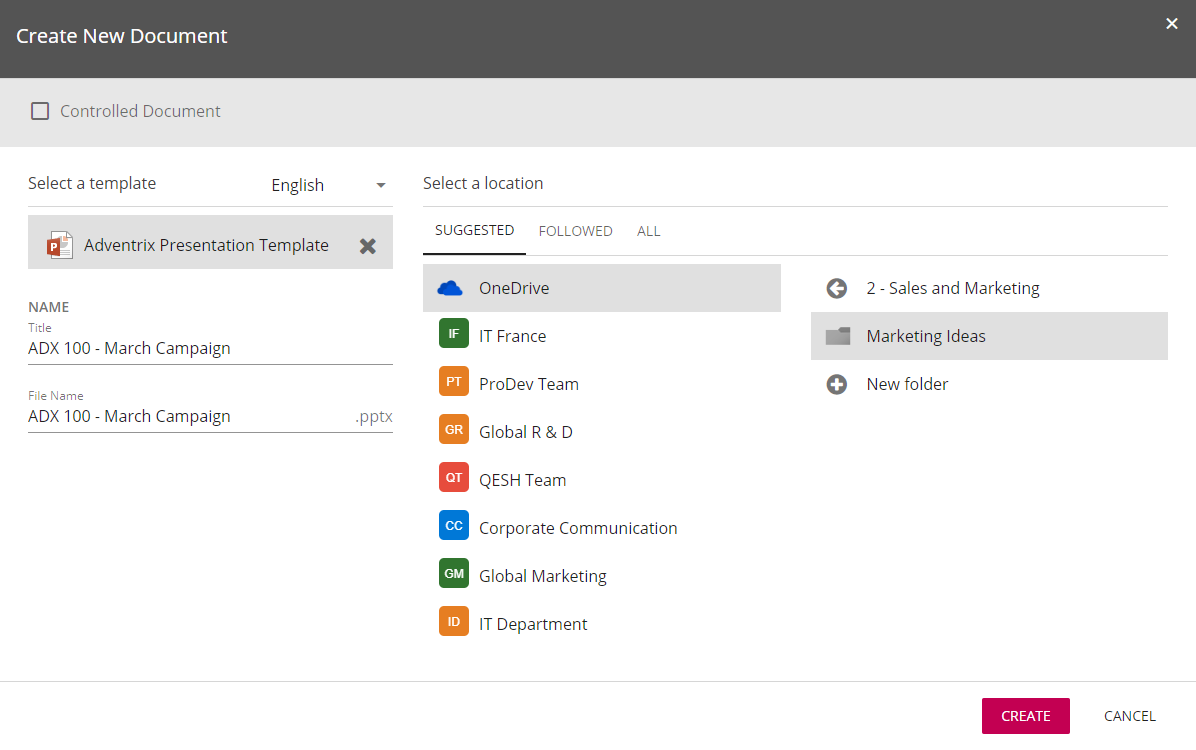 Create New Document
Controlled Document
Select a template
English
P
Adventrix Presentation Template
NAME
Title
ADX 100 - March Campaign
File Name
ADX 100 - March Campaign
.pptx
Select a location
SUGGESTED
FOLLOWED
ALL
OneDrive
IF
IT France
PT
ProDev Team
GR
Global R & D
QT
QESH Team
CC
Corporate Communication
GM
Global Marketing
ID
IT Department
2 - Sales and Marketing
Marketing Ideas
New folder
CREATE
CANCEL